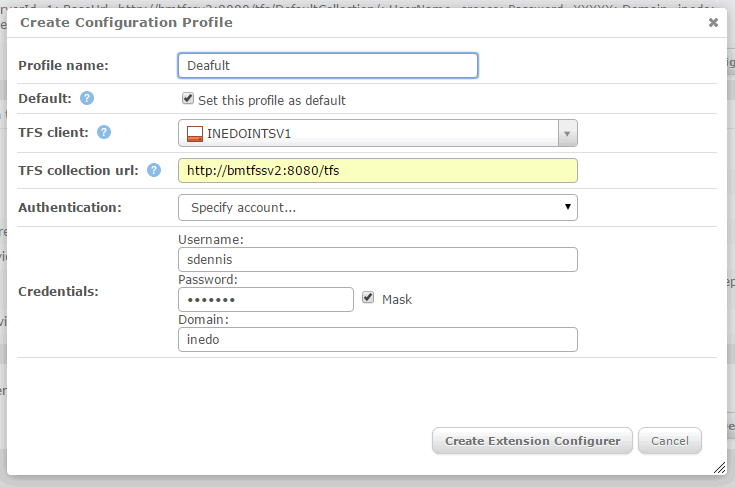 Create Configuration Profile
Profile name: Deafult
Default: ? Set this profile as default
TFS client: ? INEDOINTSV1
TFS collection url: ? http://bmtfssv2:8080/tfs
Authentication: Specify account...
Username:
sdennis
Credentials:
Password:
••••••• Mask
Domain:
inedo
Create Extension Configurer Cancel